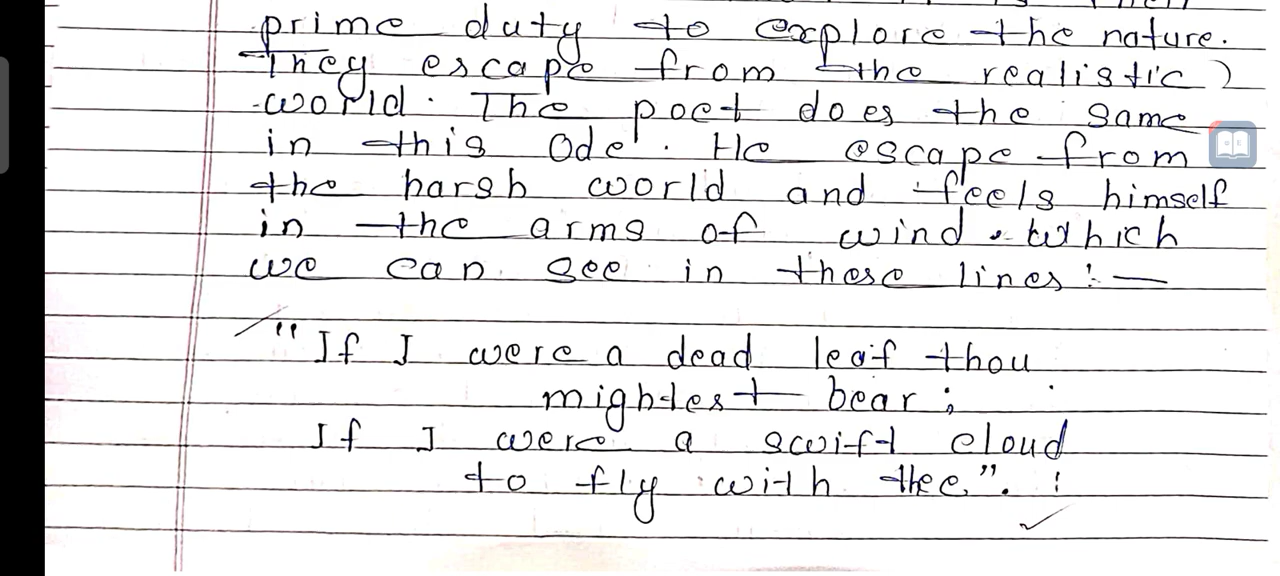 prime duty to explore the nature.
They escape from the realistic
world. The poet does the same
in this Ode. He escape from
the harsh world and feels himself
in the arms of wind. Which
we can see in these lines :—
"If I were a dead leaf thou
mightest bear;
If I were a swift cloud
to fly with thee".